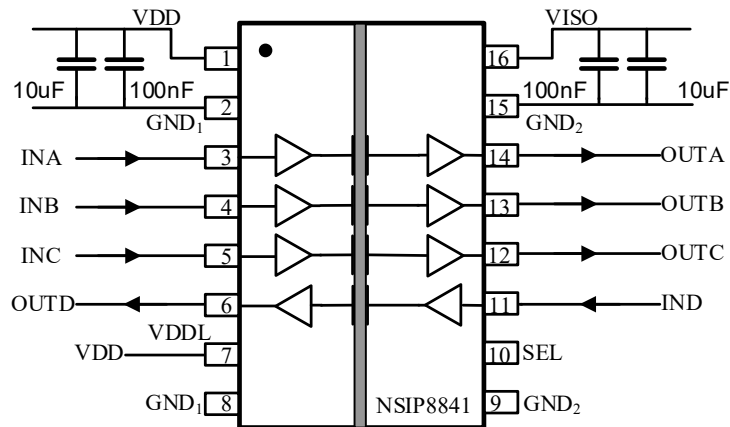 VDD
VISO
1
16
10uF
100nF
100nF
10uF
2
15
GND1
GND2
INA
3
14
OUTA
INB
4
13
OUTB
INC
5
12
OUTC
OUTD
6
11
IND
VDDL
VDD
7
10
SEL
GND1
8
NSIP8841
9
GND2